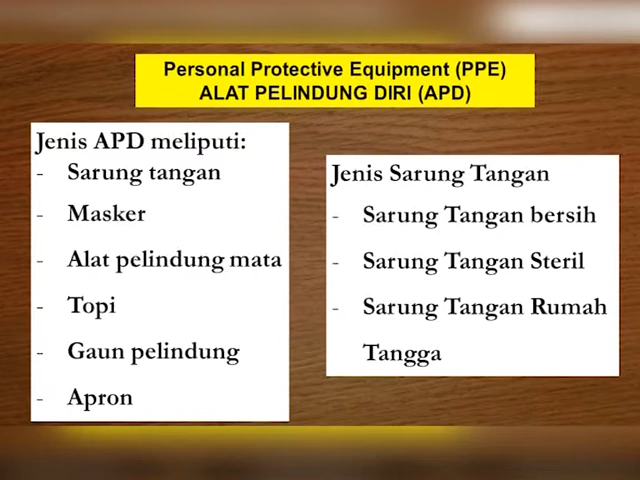 Personal Protective Equipment (PPE)
ALAT PELINDUNG DIRI (APD)
Jenis APD meliputi:
- Sarung tangan
- Masker
- Alat pelindung mata
- Topi
- Gaun pelindung
- Apron
Jenis Sarung Tangan
- Sarung Tangan bersih
- Sarung Tangan Steril
- Sarung Tangan Rumah
Tangga